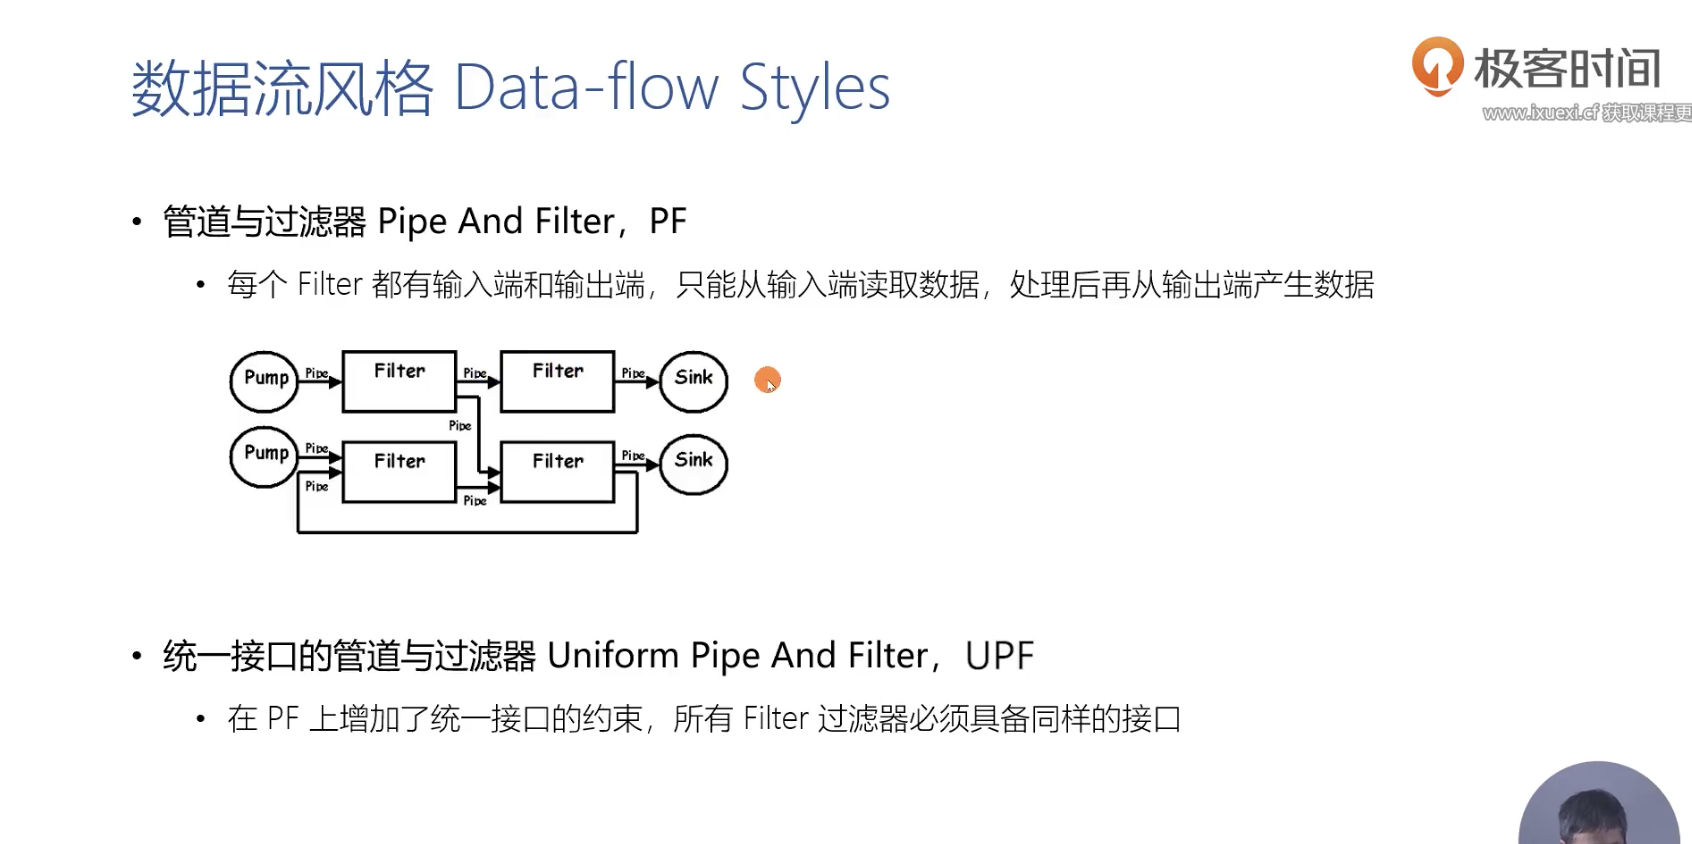 数据流风格 Data-flow Styles
极客时间
www.ixuexi.cf 获取课程更
• 管道与过滤器 Pipe And Filter，PF
• 每个 Filter 都有输入端和输出端，只能从输入端读取数据，处理后再从输出端产生数据
Pump Pipe Filter Pipe Filter Pipe Sink
Pipe
Pump Pipe Filter Filter Pipe Sink
Pipe Pipe
• 统一接口的管道与过滤器 Uniform Pipe And Filter，UPF
• 在 PF 上增加了统一接口的约束，所有 Filter 过滤器必须具备同样的接口